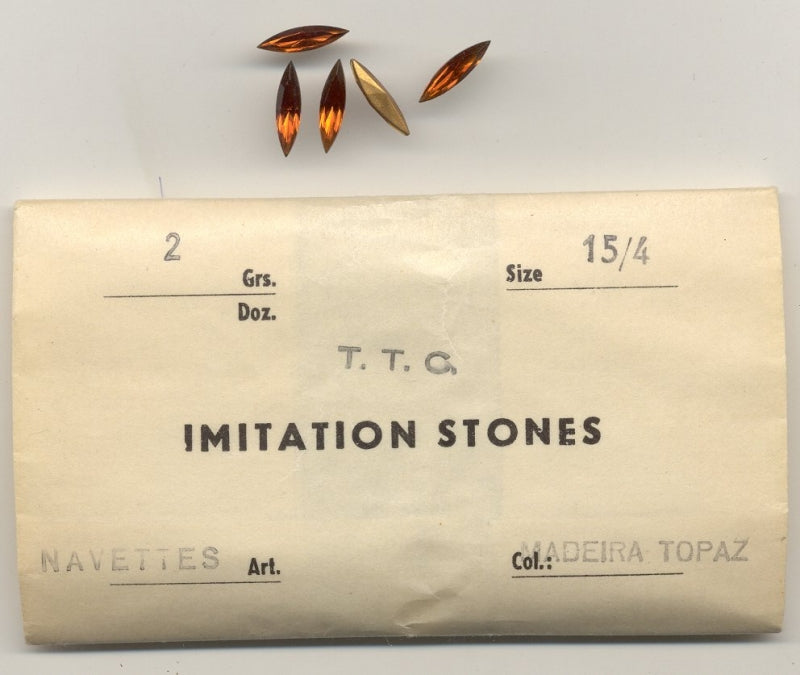 2 Grs.
Doz.
Size 15/4
T. T. C.
IMITATION STONES
NAVETTES Art.
Col.: MADEIRA TOPAZ